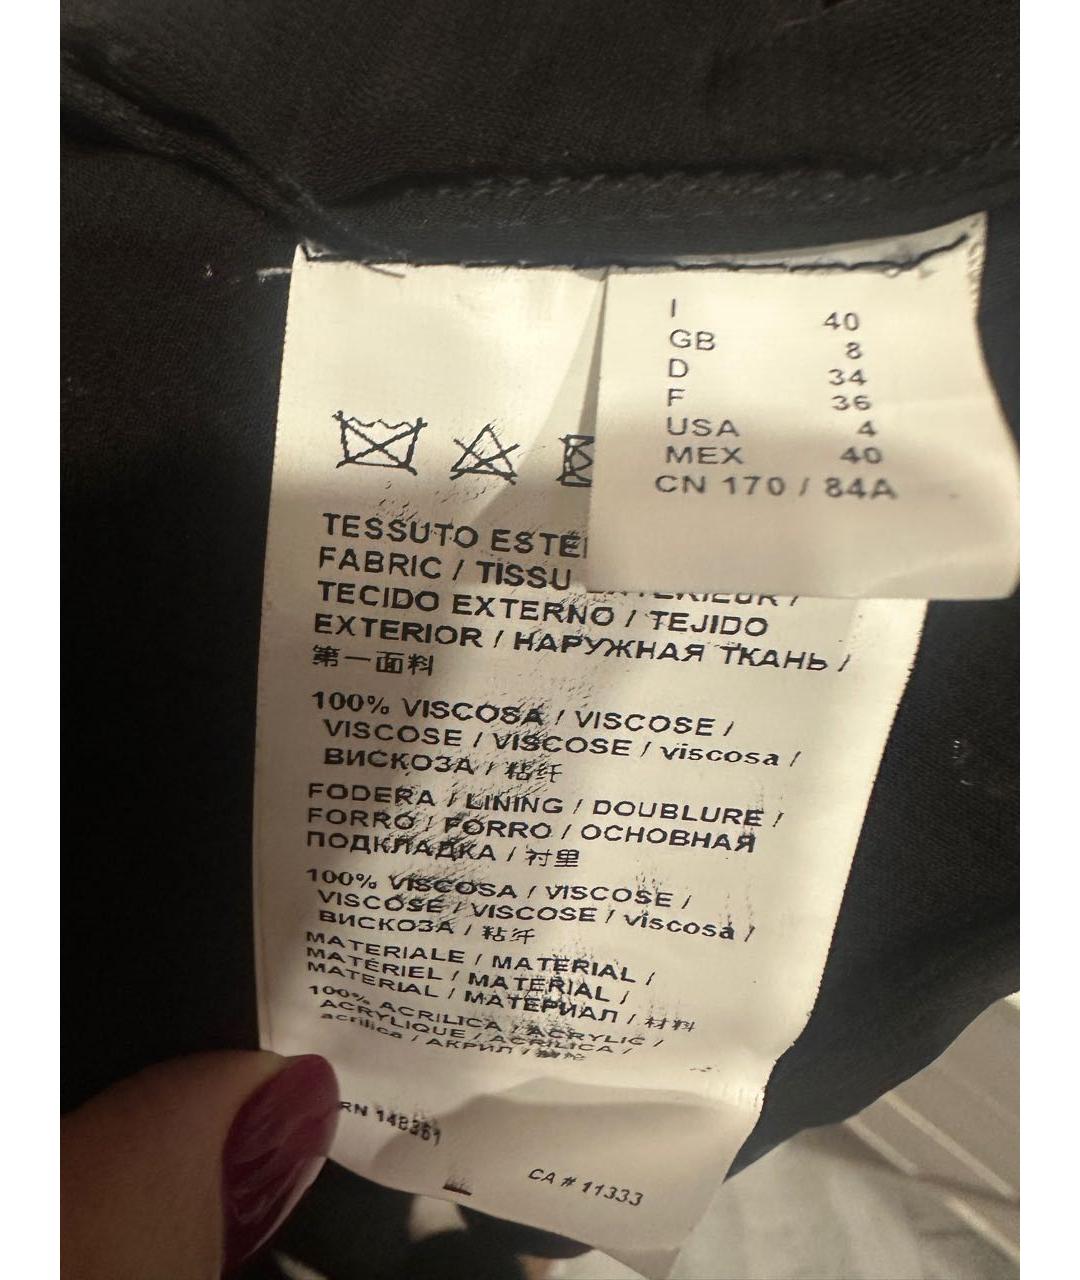 I 40
GB 8
D 34
F 36
USA 4
MEX 40
CN 170 / 84A
TESSUTO
FABRIC / TISSU
TECIDO EXTERNO / TEJIDO
EXTERIOR / НАРУЖНАЯ ТКАНЬ /
第一面料
100% VISCOSA / VISCOSE /
VISCOSE / VISCOSE / viscosa /
ВИСКОЗА / 粘纤
FODERA / LINING / DOUBLURE /
FORRO / FORRO / ОСНОВНАЯ
ПОДКЛАДКА / 衬里
100% VISCOSA / VISCOSE /
VISCOSE / VISCOSE / viscosa /
ВИСКОЗА / 粘纤
MATERIALE / MATERIAL /
MATÉRIEL / MATERIAL /
MATERIAL / МАТЕРИАЛ / 材料
100% ACRILICA / ACRYLIC /
ACRYLIQUE / ACRÍLICA /
acrílica / АКРИЛ /
RN 148361
CA # 11333